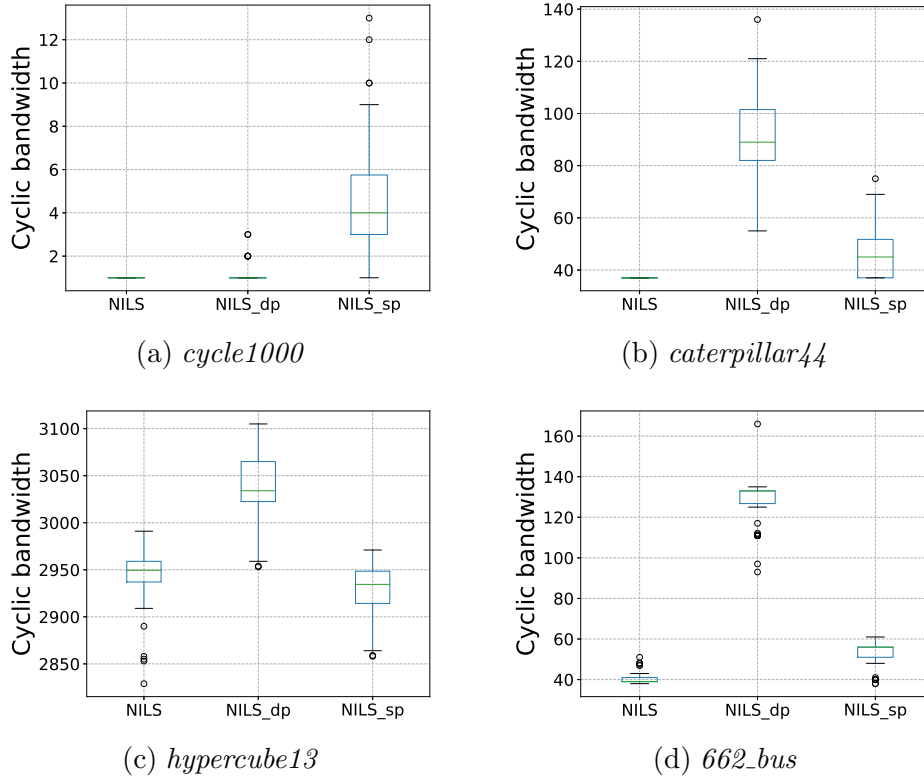 Cyclic bandwidth
12
10
8
6
4
2
NILS NILS_dp NILS_sp
(a) cycle1000
Cyclic bandwidth
140
120
100
80
60
40
NILS NILS_dp NILS_sp
(b) caterpillar44
Cyclic bandwidth
3100
3050
3000
2950
2900
2850
NILS NILS_dp NILS_sp
(c) hypercube13
Cyclic bandwidth
160
140
120
100
80
60
40
NILS NILS_dp NILS_sp
(d) 662_bus